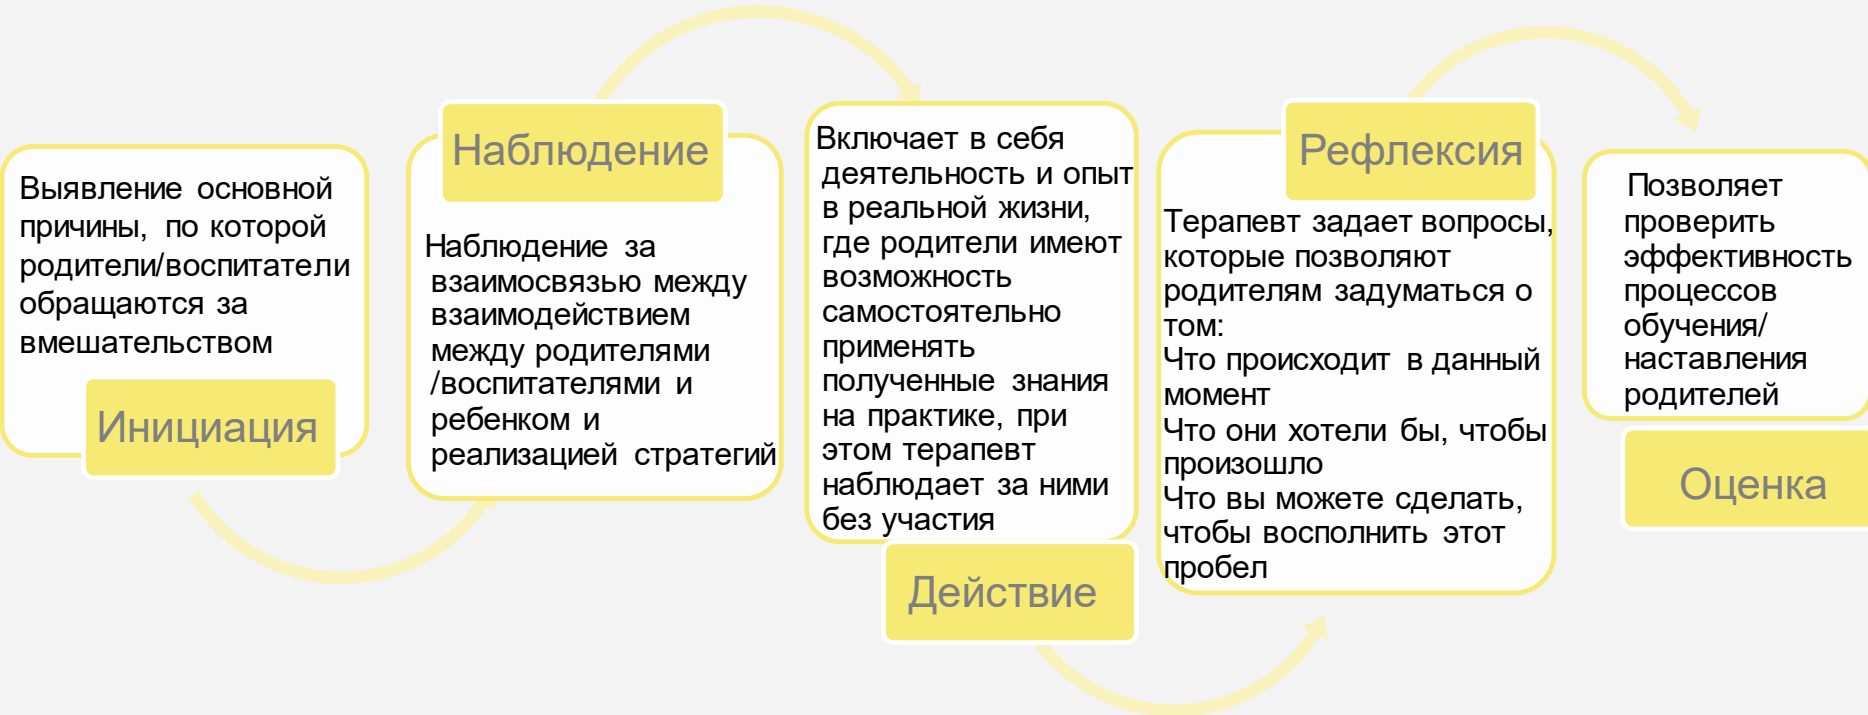 Выявление основной
причины, по которой
родители/воспитатели
обращаются за
вмешательством
Инициация
Наблюдение
Наблюдение за
взаимосвязью между
взаимодействием
между родителями
/воспитателями и
ребенком и
реализацией стратегий
Включает в себя
деятельность и опыт
в реальной жизни,
где родители имеют
возможность
самостоятельно
применять
полученные знания
на практике, при
этом терапевт
наблюдает за ними
без участия
Действие
Рефлексия
Терапевт задает вопросы,
которые позволяют
родителям задуматься о
том:
Что происходит в данный
момент
Что они хотели бы, чтобы
произошло
Что вы можете сделать,
чтобы восполнить этот
пробел
Позволяет
проверить
эффективность
процессов
обучения/
наставления
родителей
Оценка